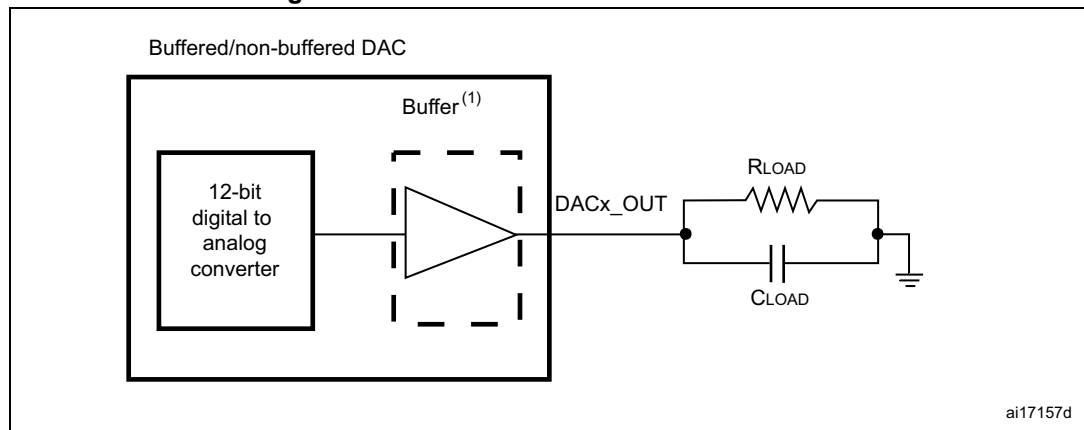 Buffered/non-buffered DAC
Buffer(1)
12-bit
digital to
analog
converter
DACx_OUT
RLOAD
CLOAD
ai17157d